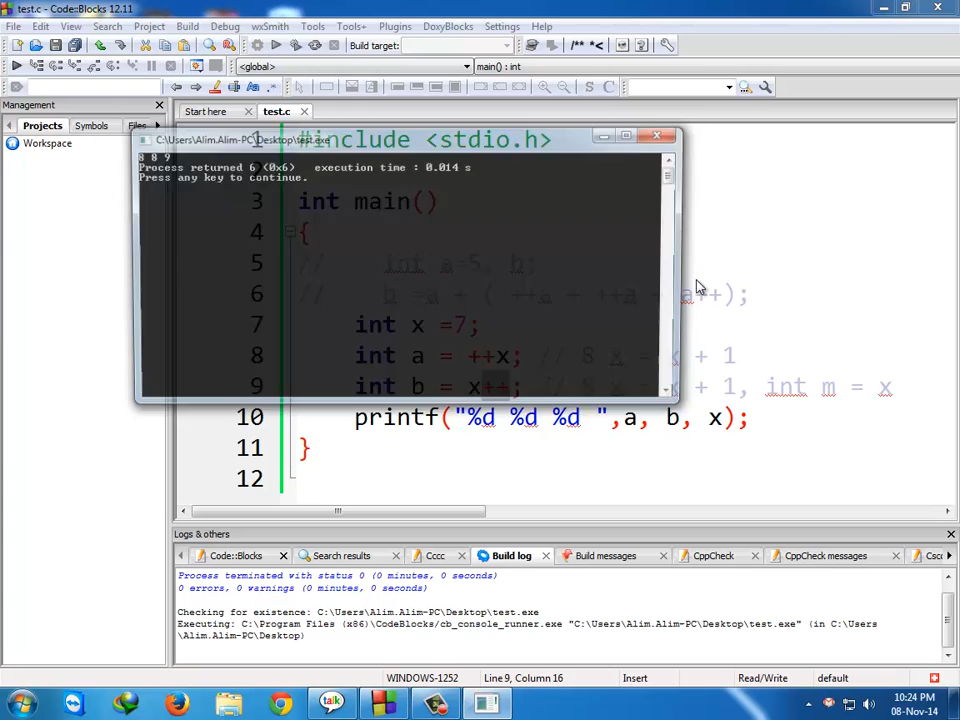 test.c - Code::Blocks 12.11
File Edit View Search Project Build Debug wxSmith Tools Tools+ Plugins DoxyBlocks Settings Help
Build target:
/** *<
<global> main() : int
S C
Management
Projects Symbols Files
Workspace
Start here test.c
C:\Users\Alim.Alim-PC\Desktop\test.exe
8 8 9
Process returned 6 (0x6) execution time : 0.014 s
Press any key to continue.
1 #include <stdio.h>
3 int main()
4 {
5 // int a=5, b;
6 // b =a + ( ++a + ++a + a++);
7 int x =7;
8 int a = ++x; // 8 x = x + 1
9 int b = x++; // 8 x = x + 1, int m = x
10 printf("%d %d %d ",a, b, x);
11 }
12
Logs & others
Code::Blocks Search results Cccc Build log Build messages CppCheck CppCheck messages
Process terminated with status 0 (0 minutes, 0 seconds)
0 errors, 0 warnings (0 minutes, 0 seconds)
Checking for existence: C:\Users\Alim.Alim-PC\Desktop\test.exe
Executing: C:\Program Files (x86)\CodeBlocks/cb_console_runner.exe "C:\Users\Alim.Alim-PC\Desktop\test.exe" (in C:\Users
\Alim.Alim-PC\Desktop)
WINDOWS-1252 Line 9, Column 16 Insert Read/Write default
talk
10:24 PM
08-Nov-14